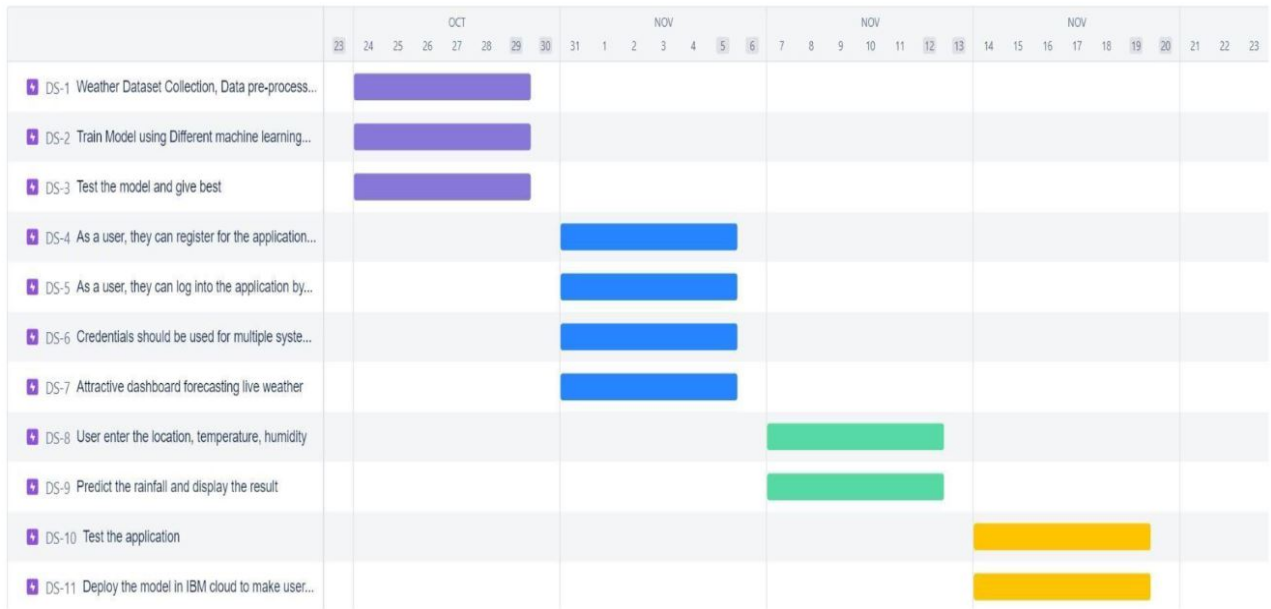 OCT NOV NOV NOV
23 24 25 26 27 28 29 30 31 1 2 3 4 5 6 7 8 9 10 11 12 13 14 15 16 17 18 19 20 21 22 23
DS-1 Weather Dataset Collection, Data pre-process...
DS-2 Train Model using Different machine learning...
DS-3 Test the model and give best
DS-4 As a user, they can register for the application...
DS-5 As a user, they can log into the application by...
DS-6 Credentials should be used for multiple syste...
DS-7 Attractive dashboard forecasting live weather
DS-8 User enter the location, temperature, humidity
DS-9 Predict the rainfall and display the result
DS-10 Test the application
DS-11 Deploy the model in IBM cloud to make user...